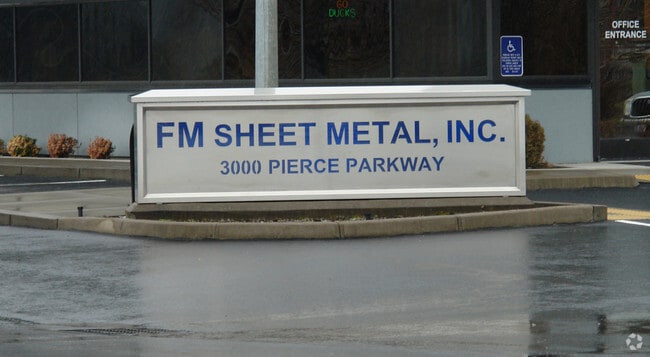 GO
DUCKS
OFFICE
ENTRANCE
FM SHEET METAL, INC.
3000 PIERCE PARKWAY